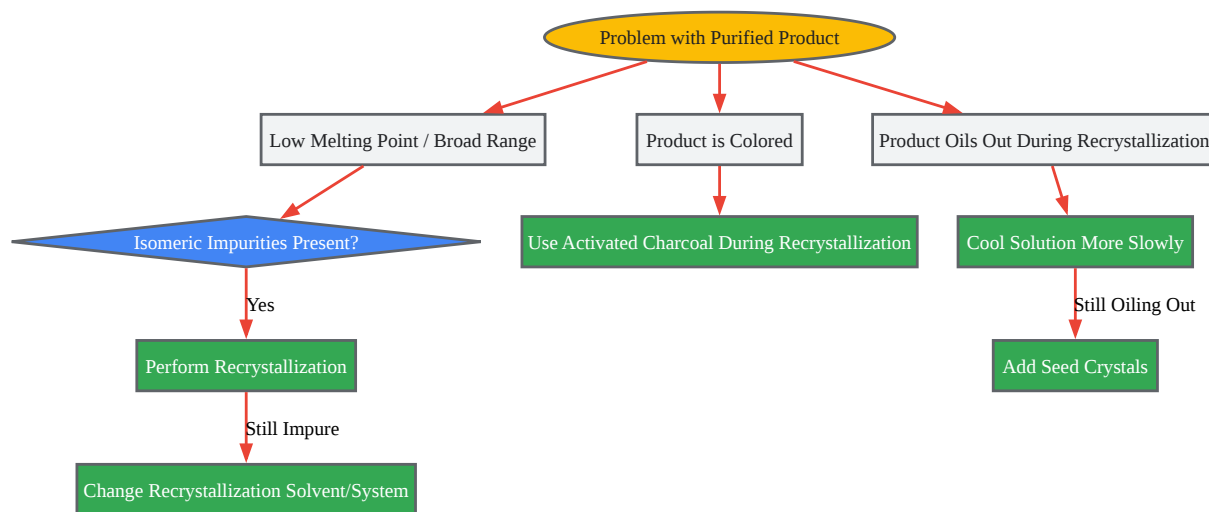 Problem with Purified Product
Low Melting Point / Broad Range
Product is Colored
Product Oils Out During Recrystallization
Isomeric Impurities Present?
Use Activated Charcoal During Recrystallization
Cool Solution More Slowly
Yes
Still Oiling Out
Perform Recrystallization
Add Seed Crystals
Still Impure
Change Recrystallization Solvent/System